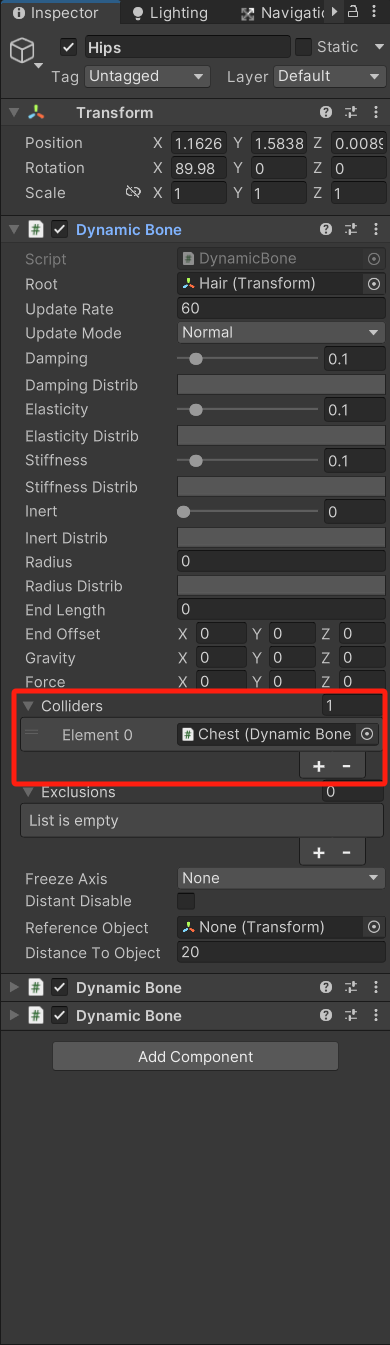 Inspector Lighting Navigati
Hips Static
Tag Untagged Layer Default
Transform
Position X 1.1626 Y 1.5838 Z 0.0089
Rotation X 89.98 Y 0 Z 0
Scale X 1 Y 1 Z 1
Dynamic Bone
Script DynamicBone
Root Hair (Transform)
Update Rate 60
Update Mode Normal
Damping 0.1
Damping Distrib
Elasticity 0.1
Elasticity Distrib
Stiffness 0.1
Stiffness Distrib
Inert 0
Inert Distrib
Radius 0
Radius Distrib
End Length 0
End Offset X 0 Y 0 Z 0
Gravity X 0 Y 0 Z 0
Force X 0 Y 0 Z 0
Colliders 1
Element 0 Chest (Dynamic Bone
+ -
Exclusions 0
List is empty
+ -
Freeze Axis None
Distant Disable
Reference Object None (Transform)
Distance To Object 20
Dynamic Bone
Dynamic Bone
Add Component